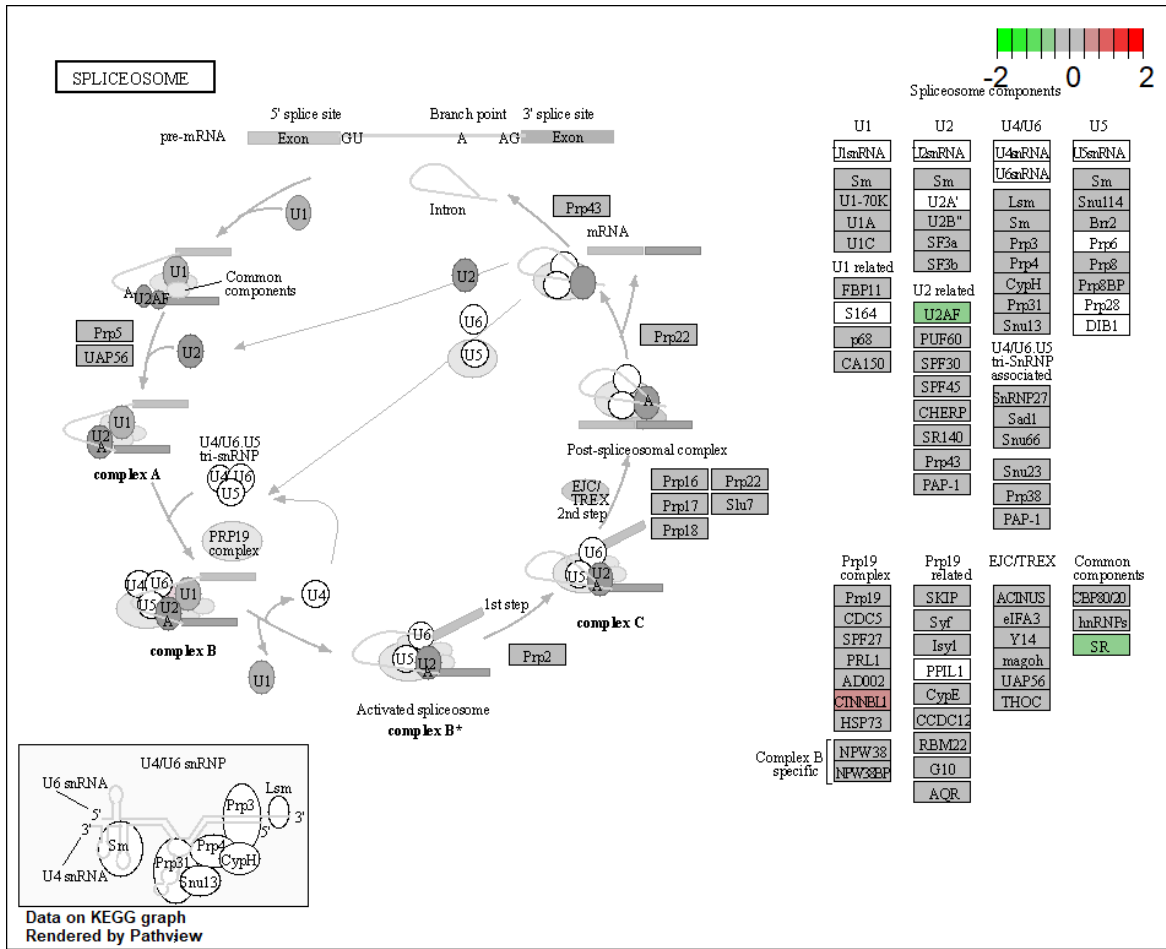 SPLICEOSOME
-2 0 2
Spliceosome components
5' splice site
Branch point
3' splice site
pre-mRNA
Exon
GU
A
AG
Exon
U1
Intron
Prp43
mRNA
U1
Common
components
A
U2AF
U2
U6
U5
Prp5
UAP56
U2
Prp22
U1
U2
A
complex A
U4/U6.U5
tri-snRNP
U4
U6
U5
A
Post-spliceosomal complex
EJC/
TREX
2nd step
Prp16
Prp22
Prp17
Slu7
Prp18
PRP19
complex
U4
U6
U1
U5
U2
A
complex B
U4
U1
1st step
U6
U5
U2
A
Prp2
Activated spliceosome
complex B*
U6
U5
U2
A
complex C
U1
U1snRNA
Sm
U1-70K
U1A
U1C
U1 related
FBP11
S164
p68
CA150
U2
U2snRNA
Sm
U2A'
U2B"
SF3a
SF3b
U2 related
U2AF
PUF60
SPF30
SPF45
CHERP
SR140
Prp43
PAP-1
U4/U6
U4snRNA
U6snRNA
Lsm
Sm
Prp3
Prp4
CypH
Prp31
Snu13
U4/U6.U5
tri-SnRNP
associated
SnRNP27
Sad1
Snu66
Snu23
Prp38
PAP-1
U5
U5snRNA
Sm
Snu114
Brr2
Prp6
Prp8
Prp8BP
Prp28
DIB1
Prp19
complex
Prp19
CDC5
SPF27
PRL1
AD002
CTNNBL1
HSP73
Complex B
specific
NPW38
NPW38BP
Prp19
related
SKIP
Syf
Isy1
PPIL1
CypE
CCDC12
RBM22
G10
AQR
EJC/TREX
ACINUS
eIFA3
Y14
magoh
UAP56
THOC
Common
components
CBP80/20
hnRNPs
SR
U4/U6 snRNP
U6 snRNA
5'
3'
Sm
U4 snRNA
Prp31
Prp4
Snu13
CypH
Prp3
Lsm
5'
3'
Data on KEGG graph
Rendered by Pathview